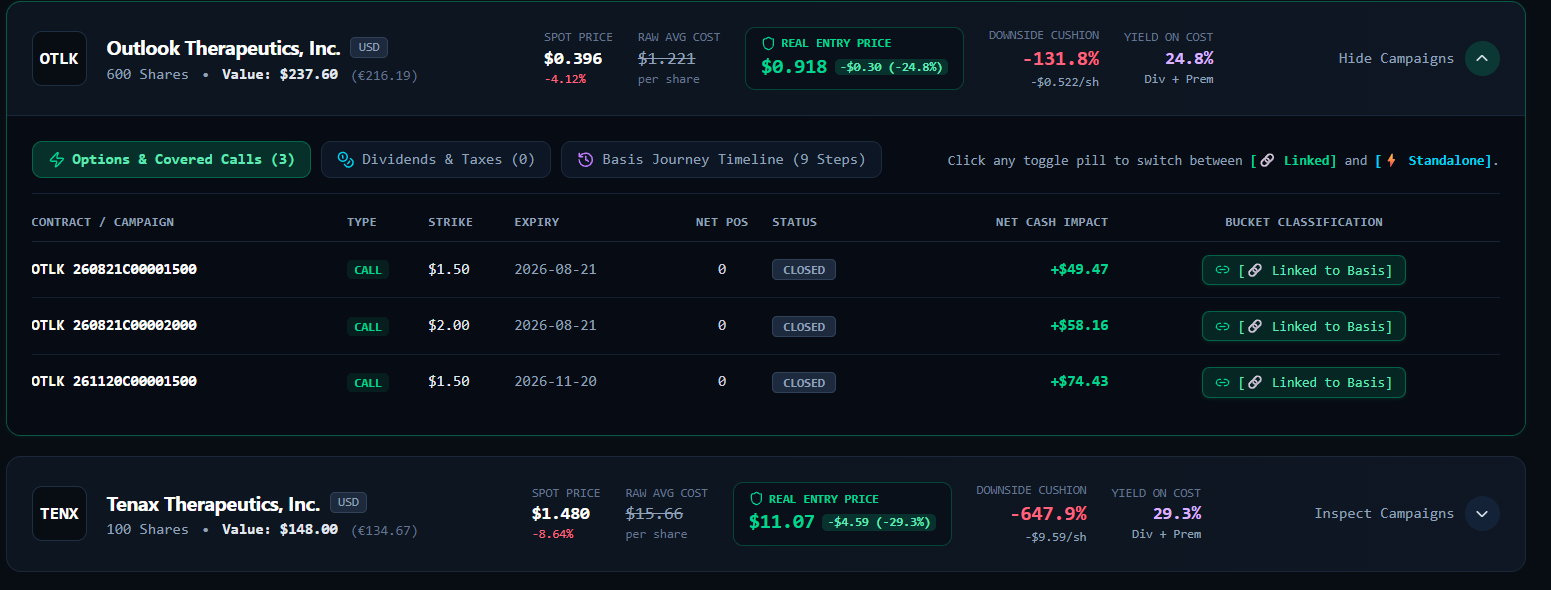 OTLK
Outlook Therapeutics, Inc. USD
600 Shares • Value: $237.60 (€216.19)
SPOT PRICE
$0.396
-4.12%
RAW AVG COST
$1.221
per share
REAL ENTRY PRICE
$0.918 -$0.30 (-24.8%)
DOWNSIDE CUSHION
-131.8%
-$0.522/sh
YIELD ON COST
24.8%
Div + Prem
Hide Campaigns
Options & Covered Calls (3)
Dividends & Taxes (0)
Basis Journey Timeline (9 Steps)
Click any toggle pill to switch between [🔗 Linked] and [⚡ Standalone].
CONTRACT / CAMPAIGN TYPE STRIKE EXPIRY NET POS STATUS NET CASH IMPACT BUCKET CLASSIFICATION
OTLK 260821C00001500 CALL $1.50 2026-08-21 0 CLOSED +$49.47 [🔗 Linked to Basis]
OTLK 260821C00002000 CALL $2.00 2026-08-21 0 CLOSED +$58.16 [🔗 Linked to Basis]
OTLK 261120C00001500 CALL $1.50 2026-11-20 0 CLOSED +$74.43 [🔗 Linked to Basis]
TENX
Tenax Therapeutics, Inc. USD
100 Shares • Value: $148.00 (€134.67)
SPOT PRICE
$1.480
-8.64%
RAW AVG COST
$15.66
per share
REAL ENTRY PRICE
$11.07 -$4.59 (-29.3%)
DOWNSIDE CUSHION
-647.9%
-$9.59/sh
YIELD ON COST
29.3%
Div + Prem
Inspect Campaigns